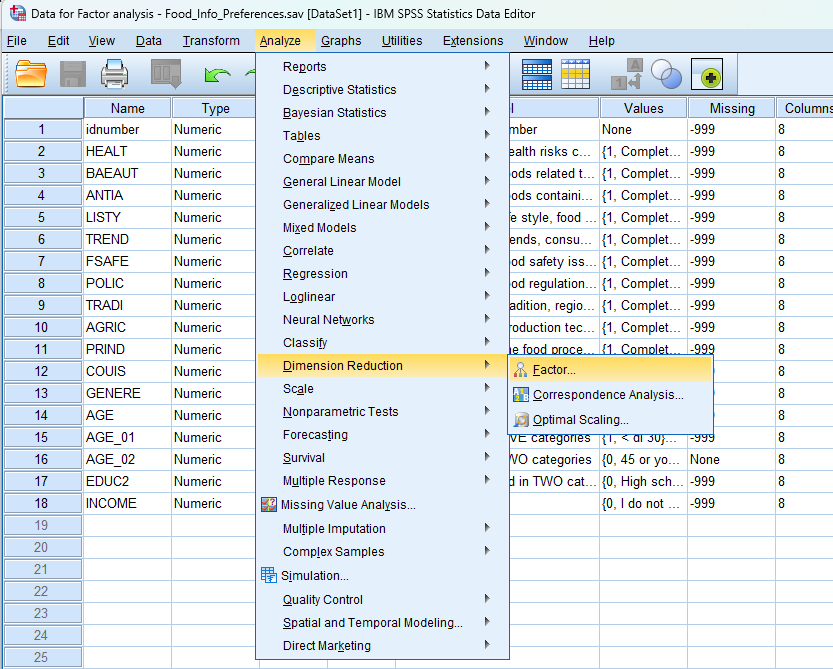 Data for Factor analysis - Food_Info_Preferences.sav [DataSet1] - IBM SPSS Statistics Data Editor
File Edit View Data Transform Analyze Graphs Utilities Extensions Window Help
Name Type Values Missing Columns
1 idnumber Numeric mber None -999 8
2 HEALT Numeric ealth risks c... {1, Complet... -999 8
3 BAEAUT Numeric ods related t... {1, Complet... -999 8
4 ANTIA Numeric ods containi... {1, Complet... -999 8
5 LISTY Numeric e style, food ... {1, Complet... -999 8
6 TREND Numeric ends, consu... {1, Complet... -999 8
7 FSAFE Numeric od safety iss... {1, Complet... -999 8
8 POLIC Numeric od regulation... {1, Complet... -999 8
9 TRADI Numeric adition, regio... {1, Complet... -999 8
10 AGRIC Numeric roduction tec... {1, Complet... -999 8
11 PRIND Numeric he food proce... {1, Complet... -999 8
12 COUIS Numeric 8
13 GENERE Numeric 8
14 AGE Numeric 8
15 AGE_01 Numeric VE categories {1, < di 30}... -999 8
16 AGE_02 Numeric WO categories {0, 45 or yo... None 8
17 EDUC2 Numeric d in TWO cat... {0, High sch... -999 8
18 INCOME Numeric {0, I do not ... -999 8
19
20
21
22
23
24
25
Reports
Descriptive Statistics
Bayesian Statistics
Tables
Compare Means
General Linear Model
Generalized Linear Models
Mixed Models
Correlate
Regression
Loglinear
Neural Networks
Classify
Dimension Reduction
Scale
Nonparametric Tests
Forecasting
Survival
Multiple Response
Missing Value Analysis...
Multiple Imputation
Complex Samples
Simulation...
Quality Control
Spatial and Temporal Modeling...
Direct Marketing
Factor...
Correspondence Analysis...
Optimal Scaling...